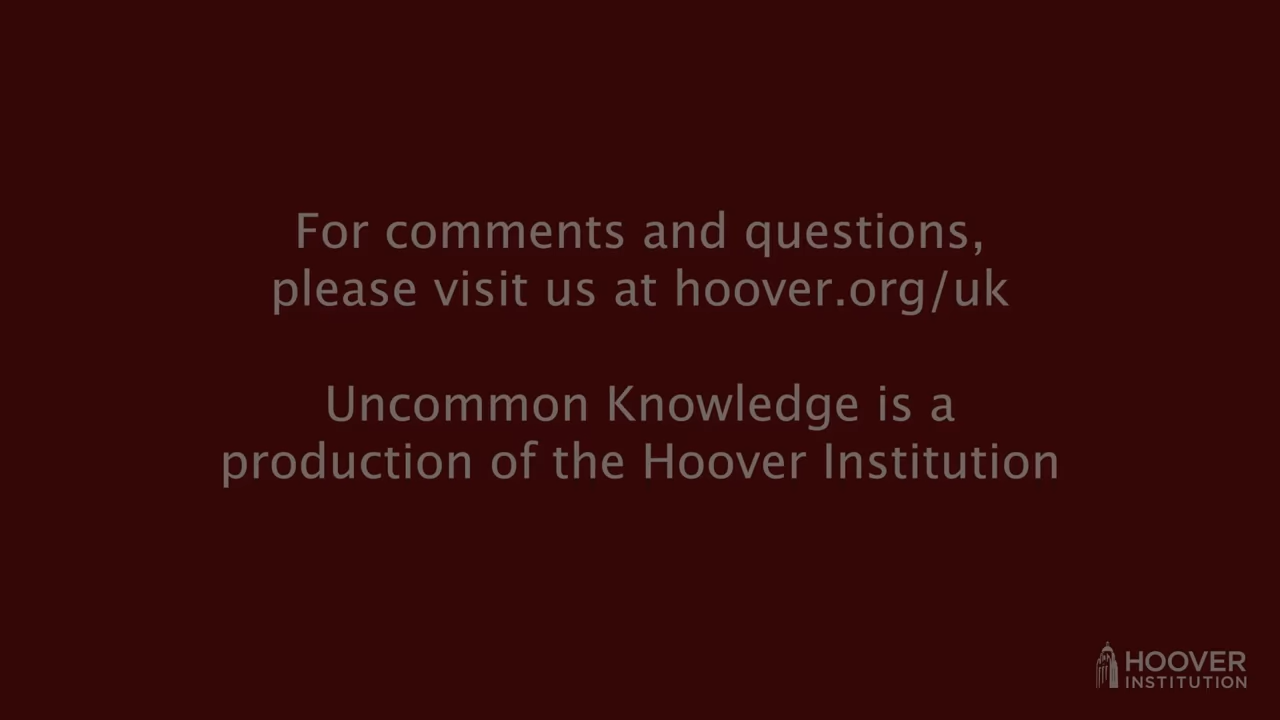 For comments and questions,
please visit us at hoover.org/uk
Uncommon Knowledge is a
production of the Hoover Institution
HOOVER
INSTITUTION